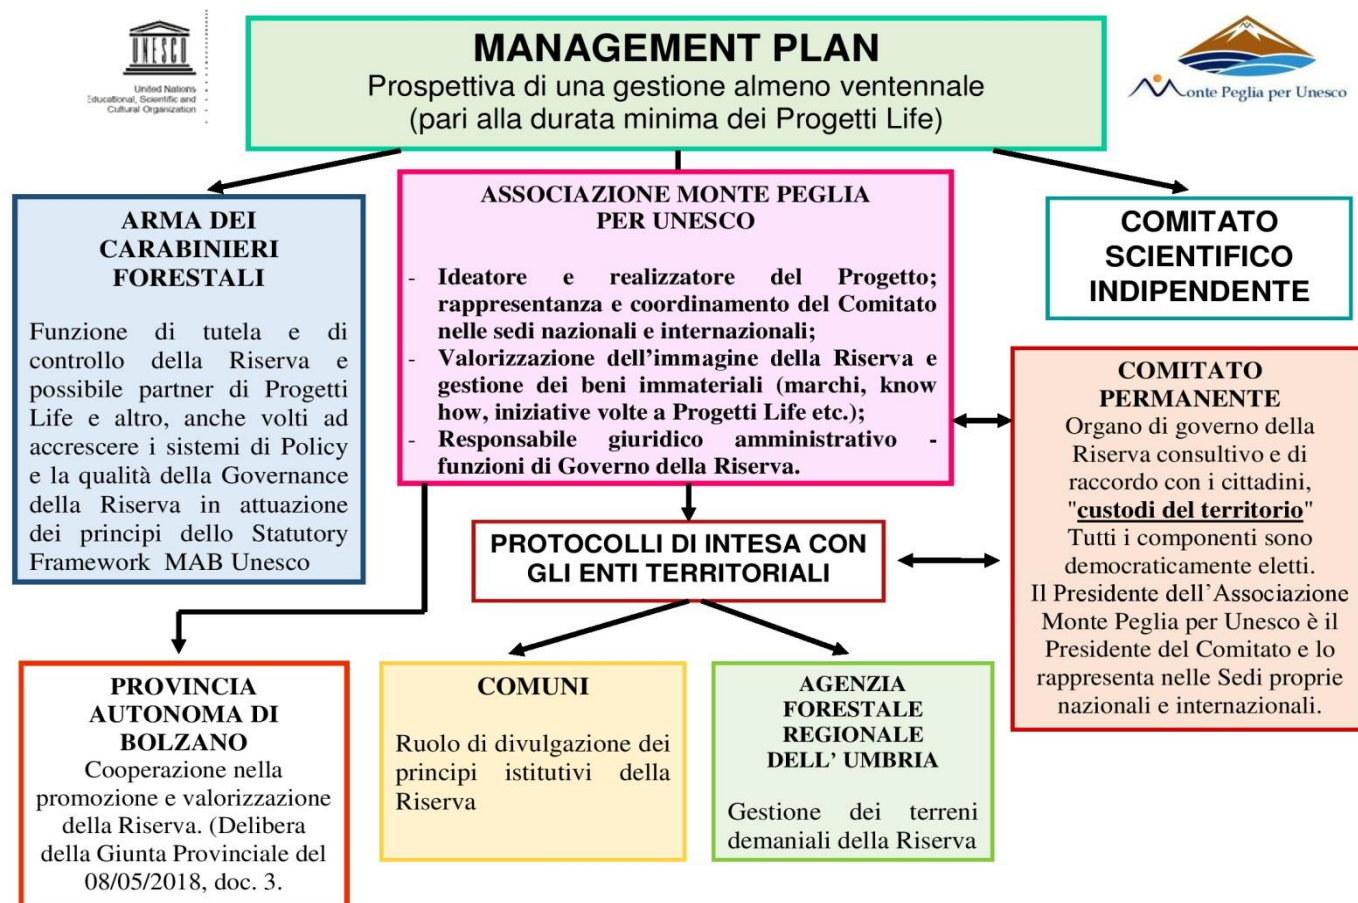 UNESCO
United Nations
Educational, Scientific and
Cultural Organization
MANAGEMENT PLAN
Prospettiva di una gestione almeno ventennale
(pari alla durata minima dei Progetti Life)
Monte Peglia per Unesco
ARMA DEI
CARABINIERI
FORESTALI
Funzione di tutela e di
controllo della Riserva e
possibile partner di Progetti
Life e altro, anche volti ad
accrescere i sistemi di Policy
e la qualità della Governance
della Riserva in attuazione
dei principi dello Statutory
Framework MAB Unesco
ASSOCIAZIONE MONTE PEGLIA
PER UNESCO
- Ideatore e realizzatore del Progetto;
rappresentanza e coordinamento del Comitato
nelle sedi nazionali e internazionali;
- Valorizzazione dell'immagine della Riserva e
gestione dei beni immateriali (marchi, know
how, iniziative volte a Progetti Life etc.);
- Responsabile giuridico amministrativo -
funzioni di Governo della Riserva.
COMITATO
SCIENTIFICO
INDIPENDENTE
COMITATO
PERMANENTE
Organo di governo della
Riserva consultivo e di
raccordo con i cittadini,
"custodi del territorio"
Tutti i componenti sono
democraticamente eletti.
Il Presidente dell'Associazione
Monte Peglia per Unesco è il
Presidente del Comitato e lo
rappresenta nelle Sedi proprie
nazionali e internazionali.
PROTOCOLLI DI INTESA CON
GLI ENTI TERRITORIALI
PROVINCIA
AUTONOMA DI
BOLZANO
Cooperazione nella
promozione e valorizzazione
della Riserva. (Delibera
della Giunta Provinciale del
08/05/2018, doc. 3.
COMUNI
Ruolo di divulgazione dei
principi istitutivi della
Riserva
AGENZIA
FORESTALE
REGIONALE
DELL' UMBRIA
Gestione dei terreni
demaniali della Riserva